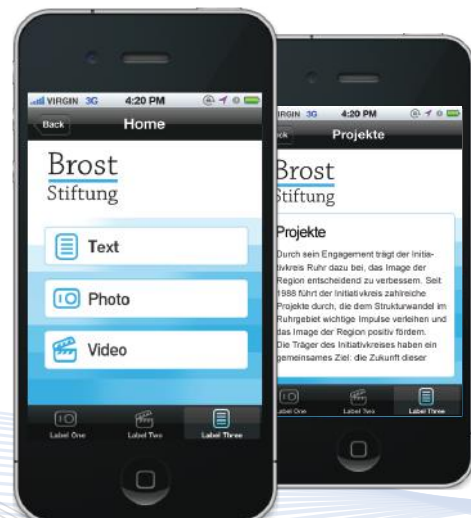 VIRGIN 3G 4:20 PM
Back Home
Brost
Stiftung
Text
Photo
Video
Label One Label Two Label Three
IRGIN 3G 4:20 PM
ck Projekte
Brost
Stiftung
Projekte
Durch sein Engagement trägt der Initia-
tivkreis Ruhr dazu bei, das Image der
Region entscheidend zu verbessern. Seit
1988 führt der Initiativkreis zahlreiche
Projekte durch, die dem Strukturwandel im
Ruhrgebiet wichtige Impulse verleihen und
das Image der Region positiv fördern.
Die Träger des Initiativkreises haben ein
gemeinsames Ziel: die Zukunft dieser
Label One Label Two Label Three